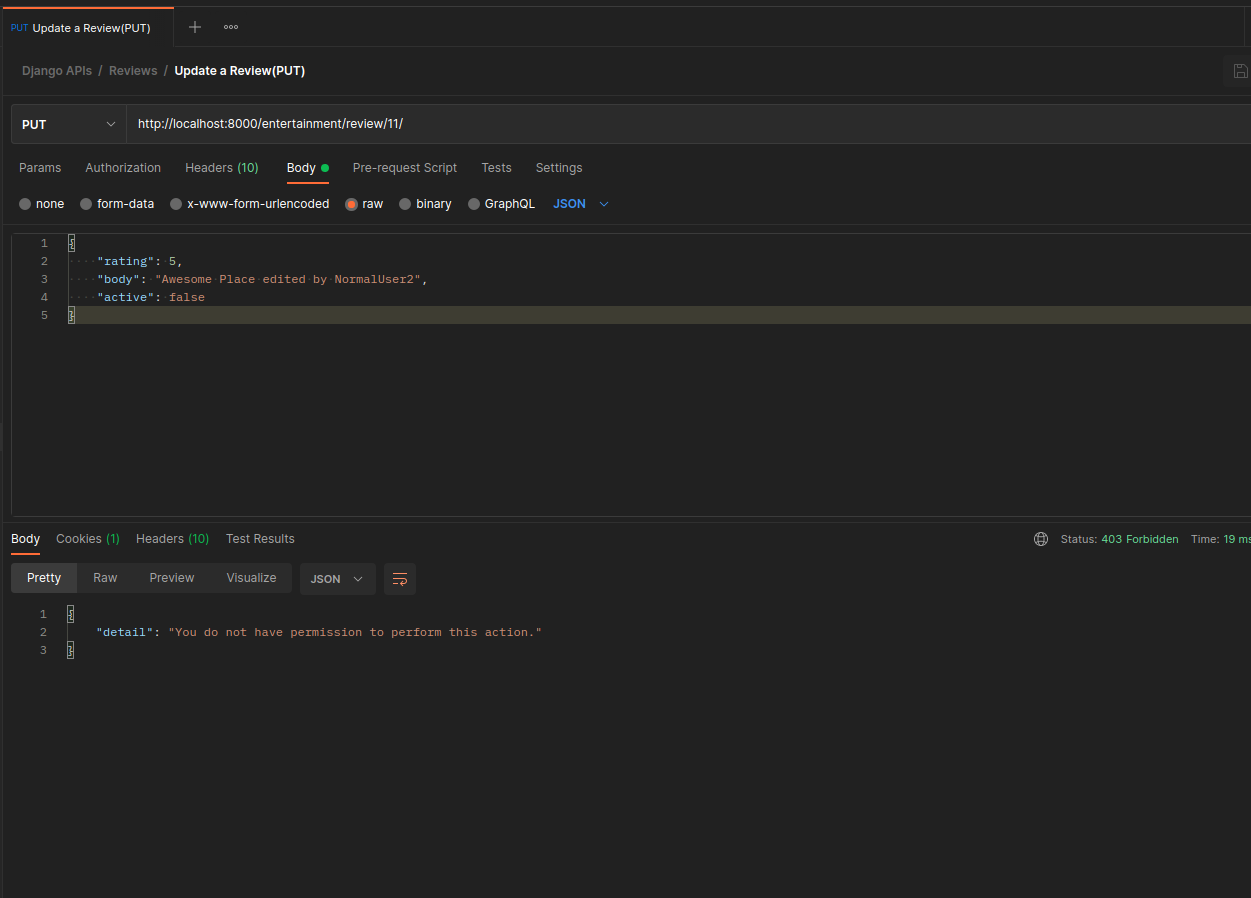 PUT Update a Review(PUT)
Django APIs / Reviews / Update a Review(PUT)
PUT http://localhost:8000/entertainment/review/11/
Params Authorization Headers (10) Body Pre-request Script Tests Settings
none form-data x-www-form-urlencoded raw binary GraphQL JSON
1 {
2 "rating": 5,
3 "body": "Awesome Place edited by NormalUser2",
4 "active": false
5 }
Body Cookies (1) Headers (10) Test Results Status: 403 Forbidden Time: 19 ms
Pretty Raw Preview Visualize JSON
1 {
2 "detail": "You do not have permission to perform this action."
3 }